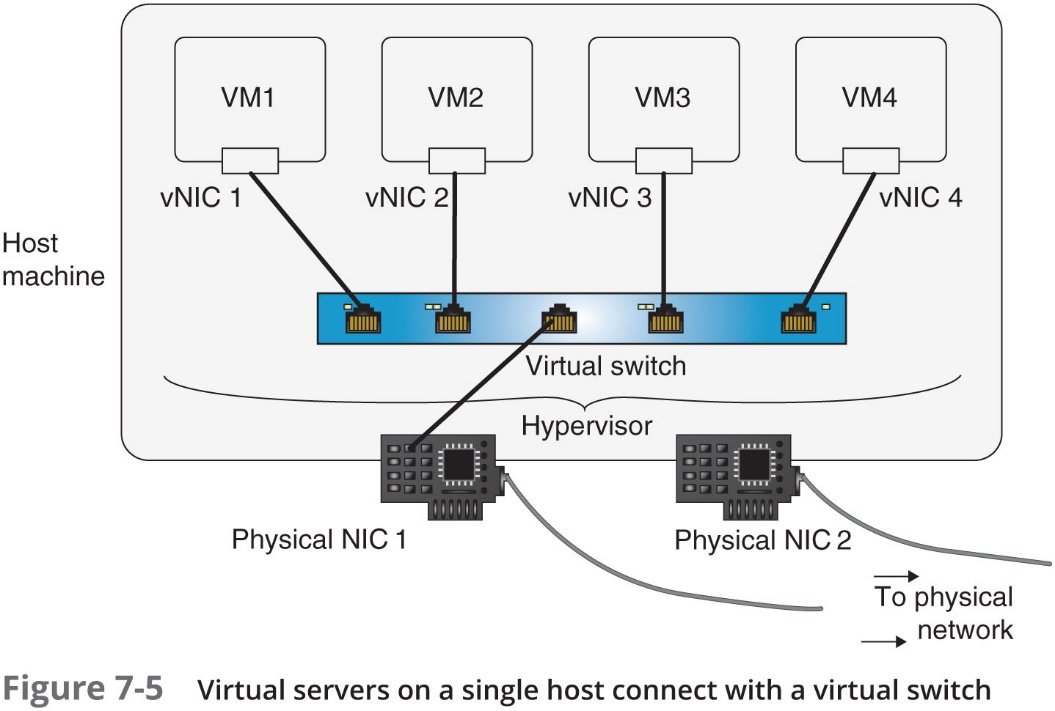 VM1
VM2
VM3
VM4
vNIC 1
vNIC 2
vNIC 3
vNIC 4
Host
machine
Virtual switch
Hypervisor
Physical NIC 1
Physical NIC 2
To physical
network
Figure 7-5 Virtual servers on a single host connect with a virtual switch